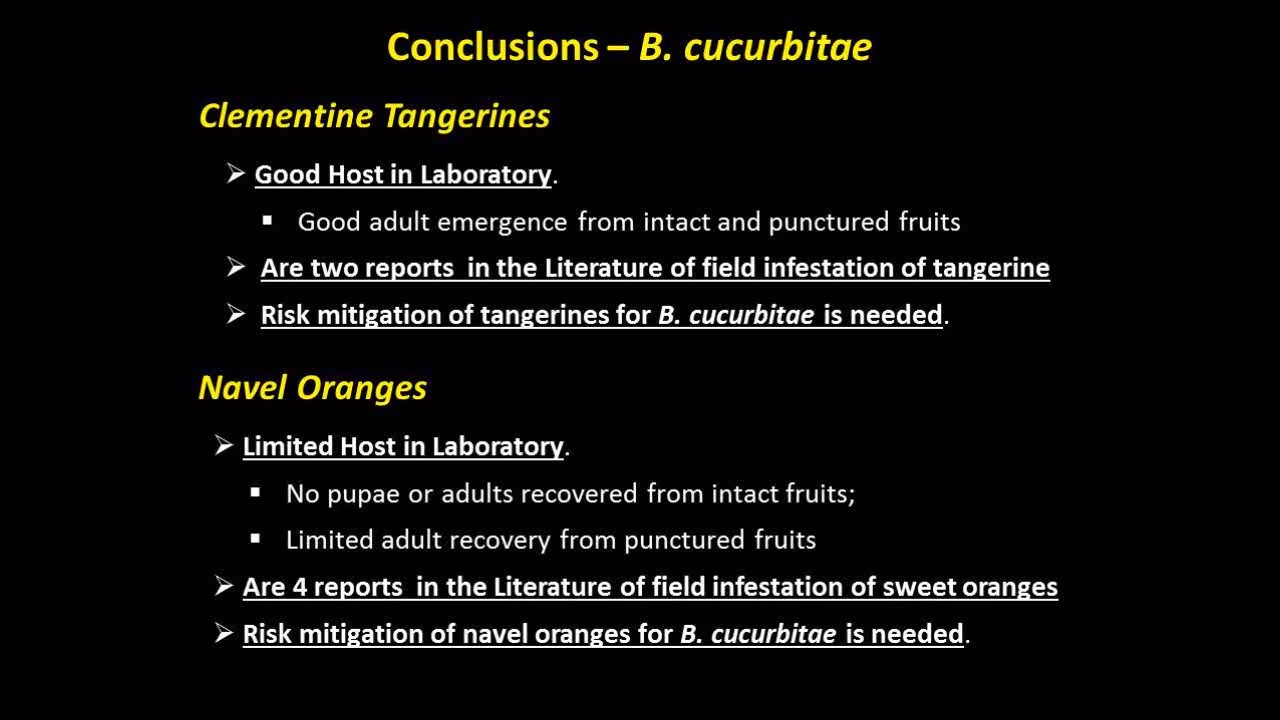 Conclusions – B. cucurbitae
Clementine Tangerines
➢ Good Host in Laboratory.
▪ Good adult emergence from intact and punctured fruits
➢ Are two reports in the Literature of field infestation of tangerine
➢ Risk mitigation of tangerines for B. cucurbitae is needed.
Navel Oranges
➢ Limited Host in Laboratory.
▪ No pupae or adults recovered from intact fruits;
▪ Limited adult recovery from punctured fruits
➢ Are 4 reports in the Literature of field infestation of sweet oranges
➢ Risk mitigation of navel oranges for B. cucurbitae is needed.